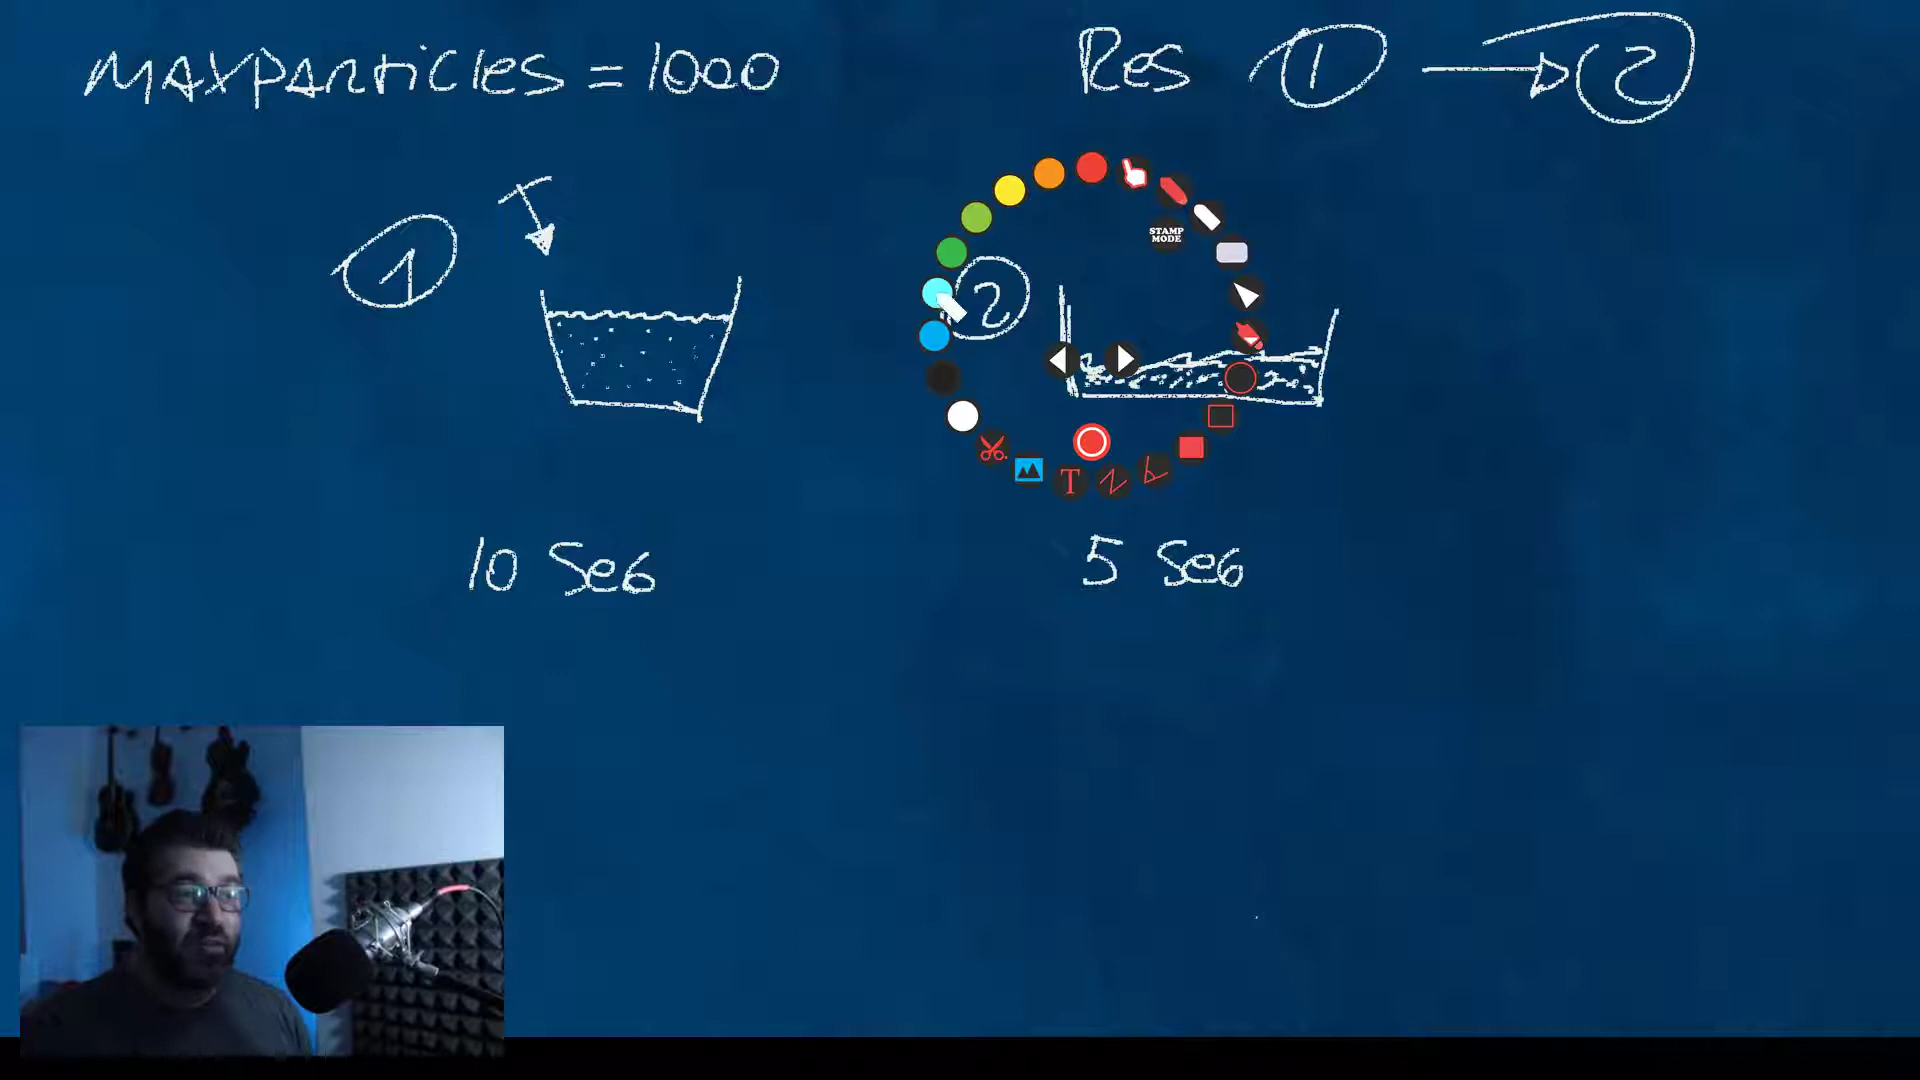 MAXPARTICLES = 1000
Res 1 → 2
1
STAMP
MODE
2
T
10 SeG
5 SeG